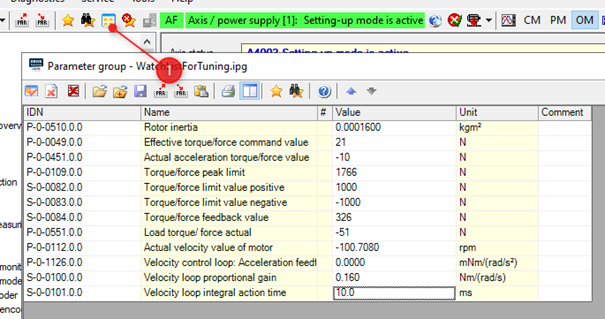 Diagnostics Service Tools Help
AF Axis / power supply [1]: Setting-up mode is active CM PM OM
Axis status A4003 Setting-up mode is active
1
Parameter group - WatchlistForTuning.ipg
IDN Name # Value Unit Comment
P-0-0510.0.0 Rotor inertia 0.0001600 kgm²
P-0-0049.0.0 Effective torque/force command value 21 N
P-0-0451.0.0 Actual acceleration torque/force value -10 N
P-0-0109.0.0 Torque/force peak limit 1766 N
S-0-0082.0.0 Torque/force limit value positive 1000 N
S-0-0083.0.0 Torque/force limit value negative -1000 N
S-0-0084.0.0 Torque/force feedback value 326 N
P-0-0551.0.0 Load torque/ force actual -51 N
P-0-0112.0.0 Actual velocity value of motor -100.7080 rpm
P-0-1126.0.0 Velocity control loop: Acceleration feedf 0.0000 mNm/(rad/s²)
S-0-0100.0.0 Velocity loop proportional gain 0.160 Nm/(rad/s)
S-0-0101.0.0 Velocity loop integral action time 10.0 ms